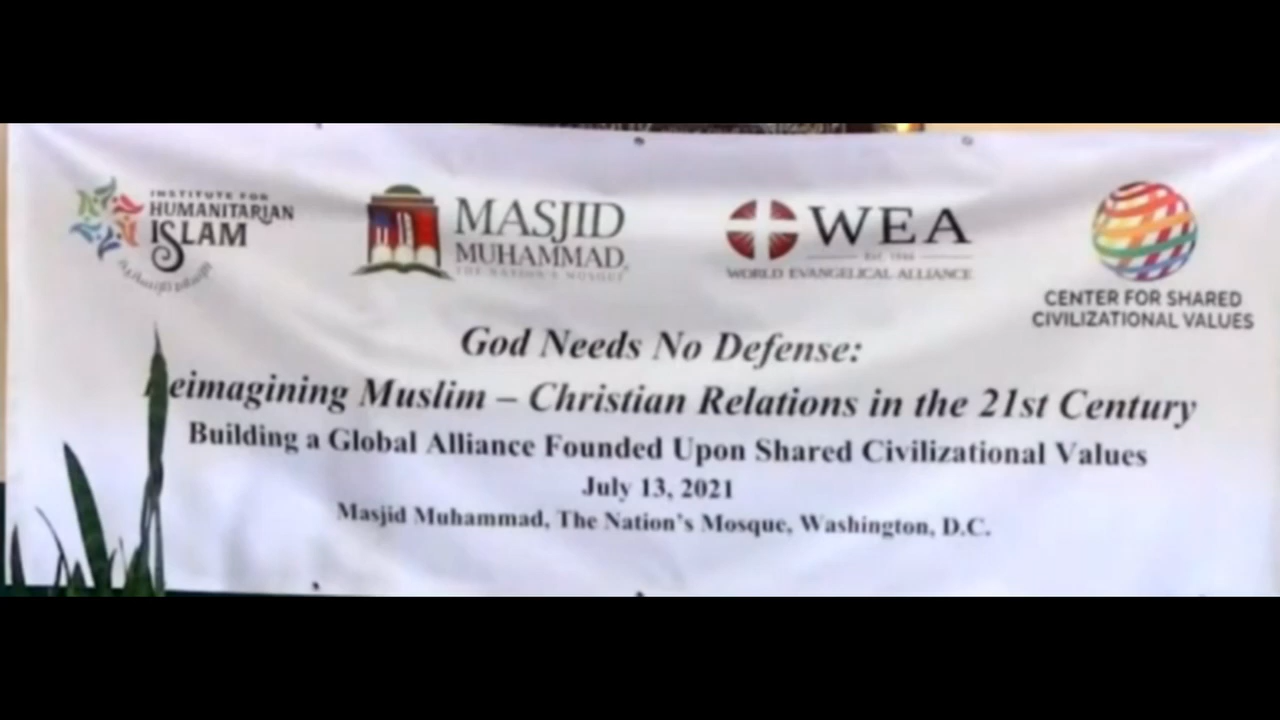 INSTITUTE FOR
HUMANITARIAN
ISLAM
MASJID
MUHAMMAD
THE NATION'S MOSQUE
WEA
Est. 1846
WORLD EVANGELICAL ALLIANCE
CENTER FOR SHARED
CIVILIZATIONAL VALUES
God Needs No Defense:
eimagining Muslim – Christian Relations in the 21st Century
Building a Global Alliance Founded Upon Shared Civilizational Values
July 13, 2021
Masjid Muhammad, The Nation's Mosque, Washington, D.C.